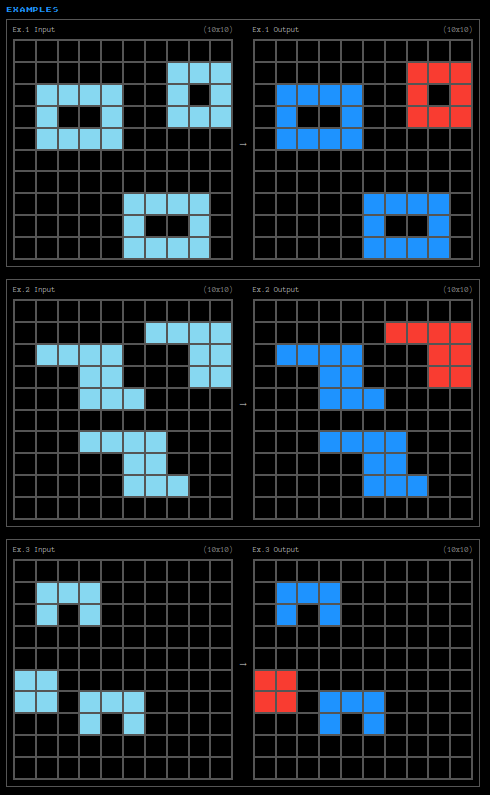 EXAMPLES
Ex.1 Input (10x10) Ex.1 Output (10x10)
→
Ex.2 Input (10x10) Ex.2 Output (10x10)
→
Ex.3 Input (10x10) Ex.3 Output (10x10)
→